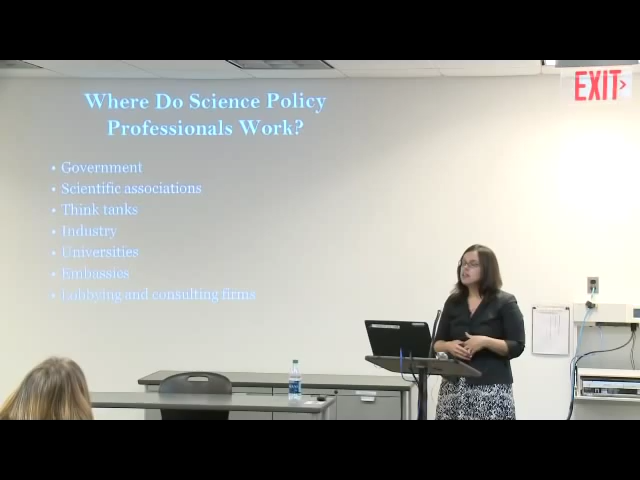 Where Do Science Policy
Professionals Work?
• Government
• Scientific associations
• Think tanks
• Industry
• Universities
• Embassies
• Lobbying and consulting firms
EXIT